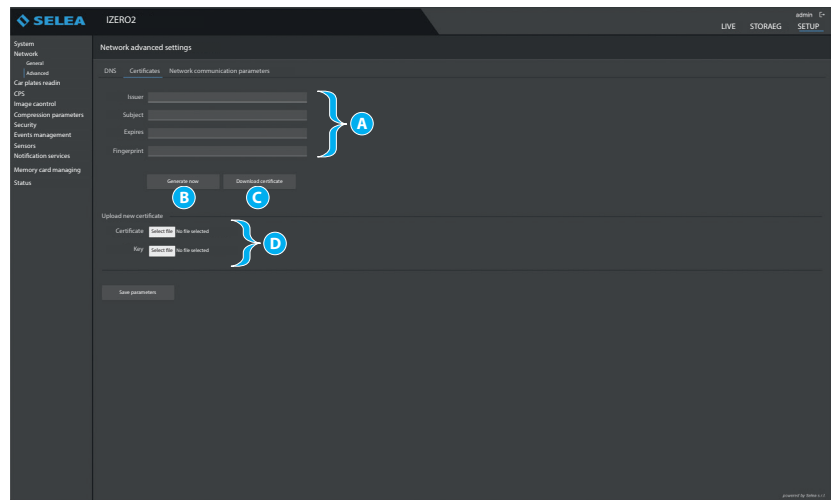 SELEA
IZERO2
admin
LIVE STORAEG SETUP
System
Network
General
Advanced
Car plates readin
CPS
Image caontrol
Compression parameters
Security
Events management
Sensors
Notification services
Memory card managing
Status
Network advanced settings
DNS Certificates Network communication parameters
Issuer
Subject
Expires
Fingerprint
A
Generate now Download certificate
B C
Upload new certificate
Certificate Select file No file selected
Key Select file No file selected
D
Save parameters
powered by Selea s.r.l